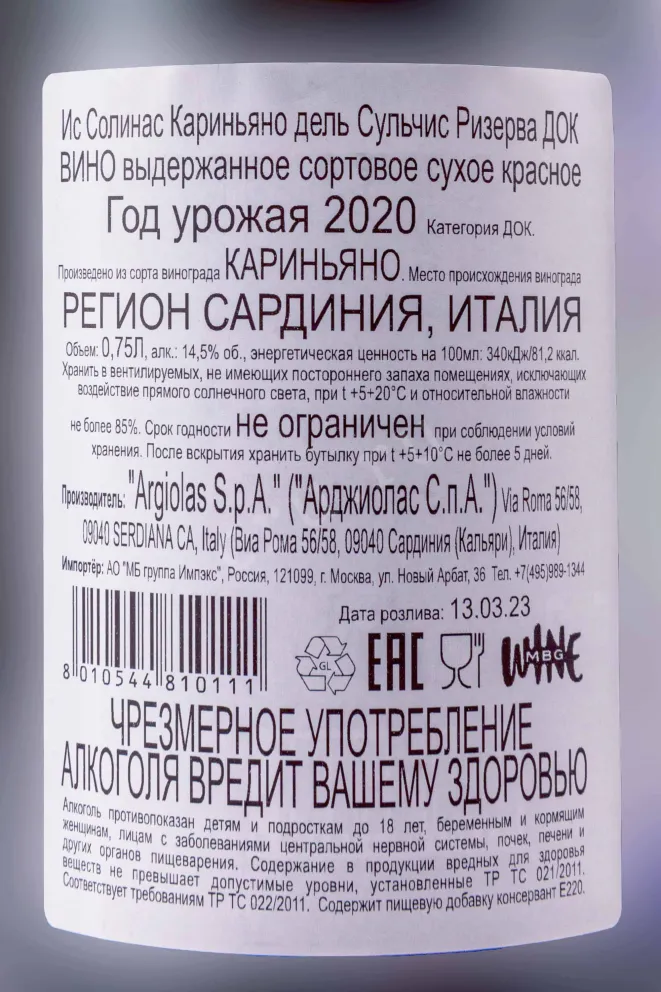 Ис Солинас Кариньяно дель Сульчис Ризерва ДОК
ВИНО выдержанное сортовое сухое красное
Год урожая 2020 Категория ДОК.
Произведено из сорта винограда КАРИНЬЯНО. Место происхождения винограда
РЕГИОН САРДИНИЯ, ИТАЛИЯ
Объем: 0,75Л, алк.: 14,5% об., энергетическая ценность на 100мл: 340кДж/81,2 ккал.
Хранить в вентилируемых, не имеющих постороннего запаха помещениях, исключающих
воздействие прямого солнечного света, при t +5+20°C и относительной влажности
не более 85%. Срок годности не ограничен при соблюдении условий
хранения. После вскрытия хранить бутылку при t +5+10°C не более 5 дней.
Производитель: "Argiolas S.p.A." ("Арджиолас С.п.А.") Via Roma 56/58,
09040 SERDIANA CA, Italy (Виа Рома 56/58, 09040 Сардиния (Кальяри), Италия)
Импортёр: АО "МБ группа Импэкс", Россия, 121099, г. Москва, ул. Новый Арбат, 36 Тел. +7(495)989-1344
Дата розлива: 13.03.23
GL EAC WINE MBG
8 010544 810111
ЧРЕЗМЕРНОЕ УПОТРЕБЛЕНИЕ
АЛКОГОЛЯ ВРЕДИТ ВАШЕМУ ЗДОРОВЬЮ
Алкоголь противопоказан детям и подросткам до 18 лет, беременным и кормящим
женщинам, лицам с заболеваниями центральной нервной системы, почек, печени и
других органов пищеварения. Содержание в продукции вредных для здоровья
веществ не превышает допустимые уровни, установленные ТР ТС 021/2011.
Соответствует требованиям ТР ТС 022/2011. Содержит пищевую добавку консервант Е220.